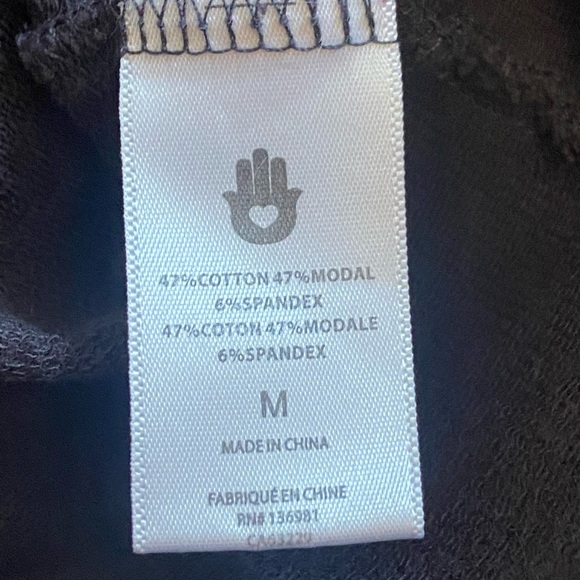 47%COTTON 47%MODAL
6%SPANDEX
47%COTON 47%MODALE
6%SPANDEX
M
MADE IN CHINA
FABRIQUÉ EN CHINE
RN# 136981